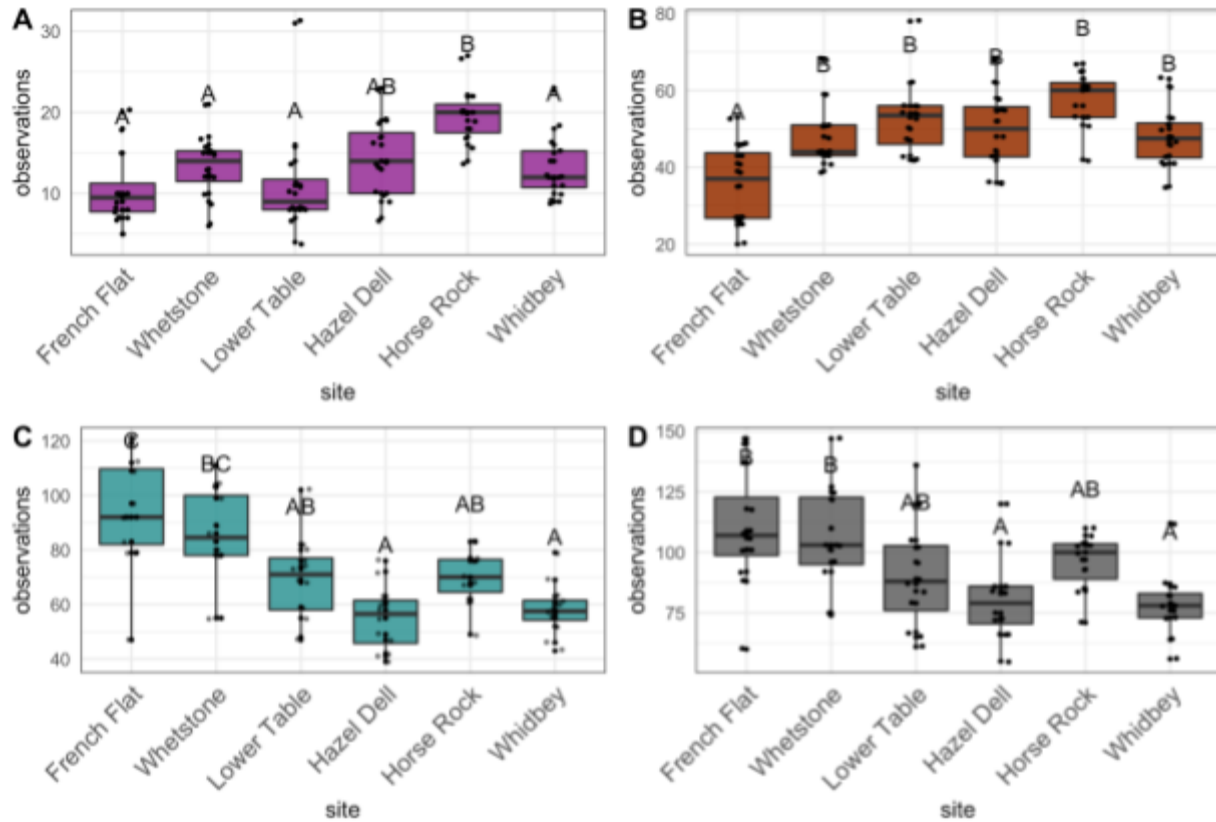 A
30
20
10
observations
A
A
A
AB
B
A
French Flat
Whetstone
Lower Table
Hazel Dell
Horse Rock
Whidbey
site
B
80
60
40
20
observations
A
B
B
B
B
B
French Flat
Whetstone
Lower Table
Hazel Dell
Horse Rock
Whidbey
site
C
120
100
80
60
40
observations
C
BC
AB
A
AB
A
French Flat
Whetstone
Lower Table
Hazel Dell
Horse Rock
Whidbey
site
D
150
125
100
75
observations
B
B
AB
A
AB
A
French Flat
Whetstone
Lower Table
Hazel Dell
Horse Rock
Whidbey
site